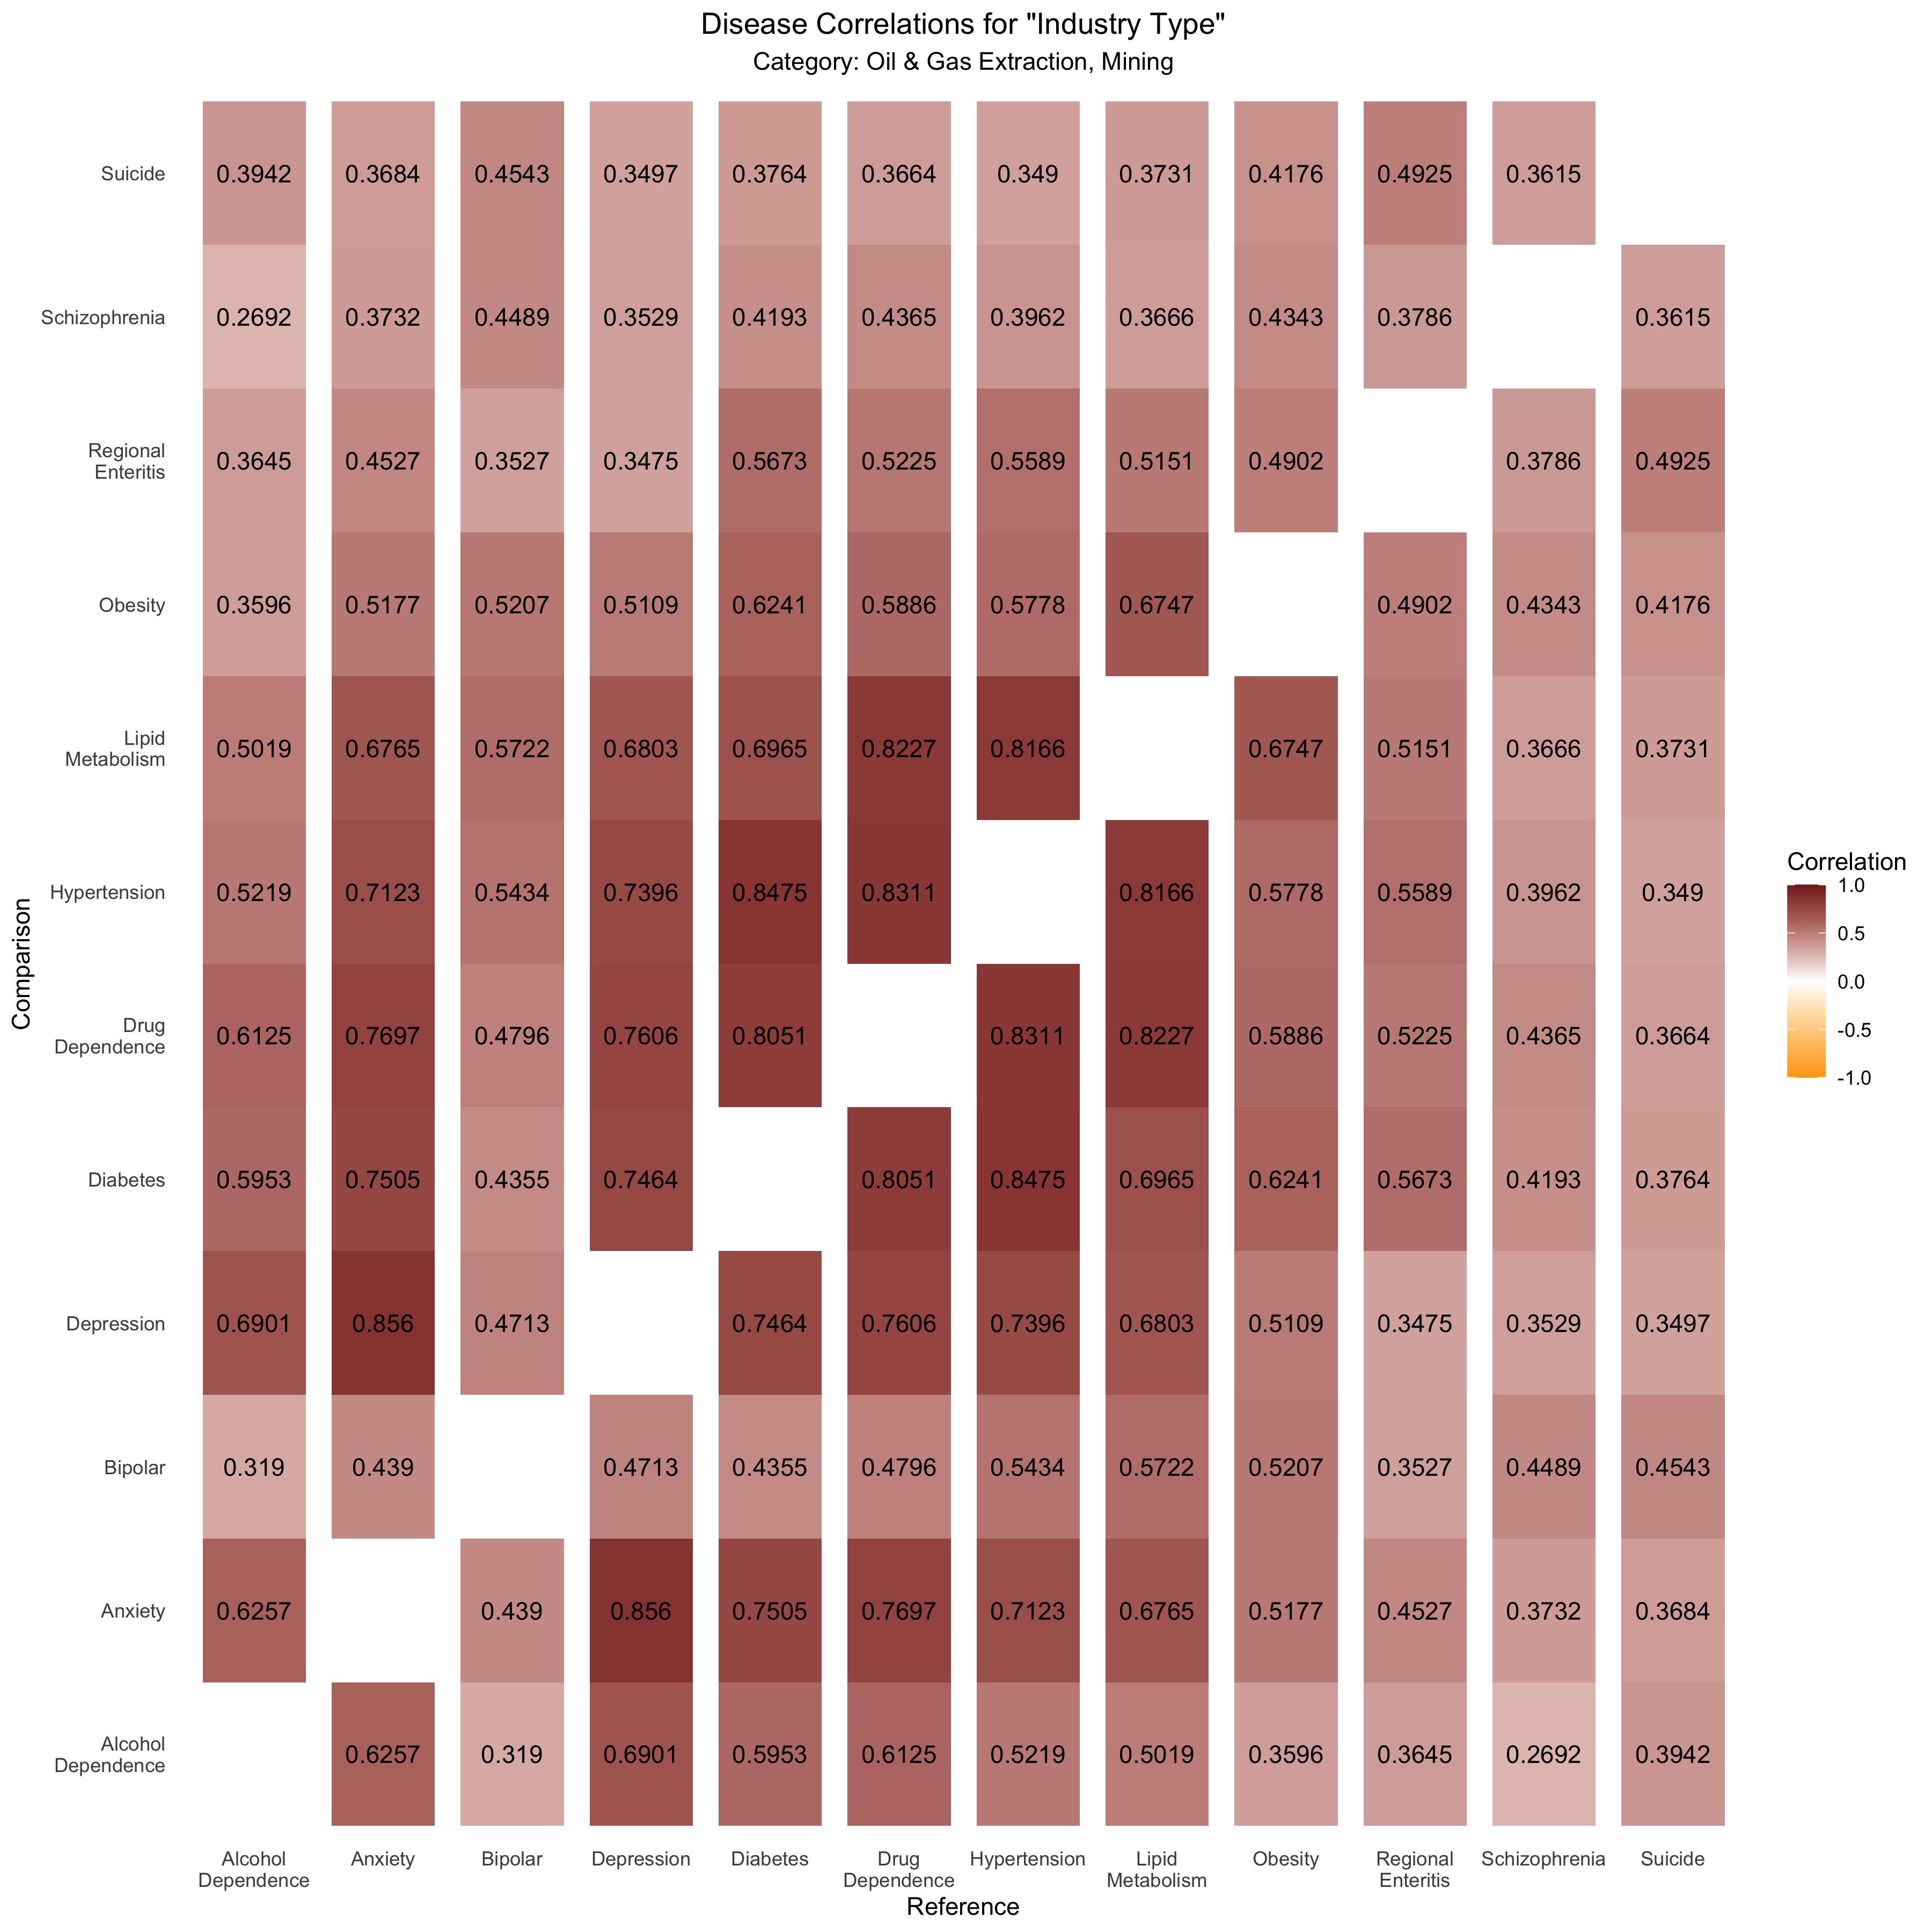 Disease Correlations for "Industry Type"
Category: Oil & Gas Extraction, Mining
Suicide
0.3942 0.3684 0.4543 0.3497 0.3764 0.3664 0.349 0.3731 0.4176 0.4925 0.3615
Schizophrenia
0.2692 0.3732 0.4489 0.3529 0.4193 0.4365 0.3962 0.3666 0.4343 0.3786 0.3615
Regional
Enteritis
0.3645 0.4527 0.3527 0.3475 0.5673 0.5225 0.5589 0.5151 0.4902 0.3786 0.4925
Obesity
0.3596 0.5177 0.5207 0.5109 0.6241 0.5886 0.5778 0.6747 0.4902 0.4343 0.4176
Lipid
Metabolism
0.5019 0.6765 0.5722 0.6803 0.6965 0.8227 0.8166 0.6747 0.5151 0.3666 0.3731
Hypertension
0.5219 0.7123 0.5434 0.7396 0.8475 0.8311 0.8166 0.5778 0.5589 0.3962 0.349
Drug
Dependence
0.6125 0.7697 0.4796 0.7606 0.8051 0.8311 0.8227 0.5886 0.5225 0.4365 0.3664
Diabetes
0.5953 0.7505 0.4355 0.7464 0.8051 0.8475 0.6965 0.6241 0.5673 0.4193 0.3764
Depression
0.6901 0.856 0.4713 0.7464 0.7606 0.7396 0.6803 0.5109 0.3475 0.3529 0.3497
Bipolar
0.319 0.439 0.4713 0.4355 0.4796 0.5434 0.5722 0.5207 0.3527 0.4489 0.4543
Anxiety
0.6257 0.439 0.856 0.7505 0.7697 0.7123 0.6765 0.5177 0.4527 0.3732 0.3684
Alcohol
Dependence
0.6257 0.319 0.6901 0.5953 0.6125 0.5219 0.5019 0.3596 0.3645 0.2692 0.3942
Comparison
Alcohol
Dependence
Anxiety
Bipolar
Depression
Diabetes
Drug
Dependence
Hypertension
Lipid
Metabolism
Obesity
Regional
Enteritis
Schizophrenia
Suicide
Reference
Correlation
1.0
0.5
0.0
-0.5
-1.0